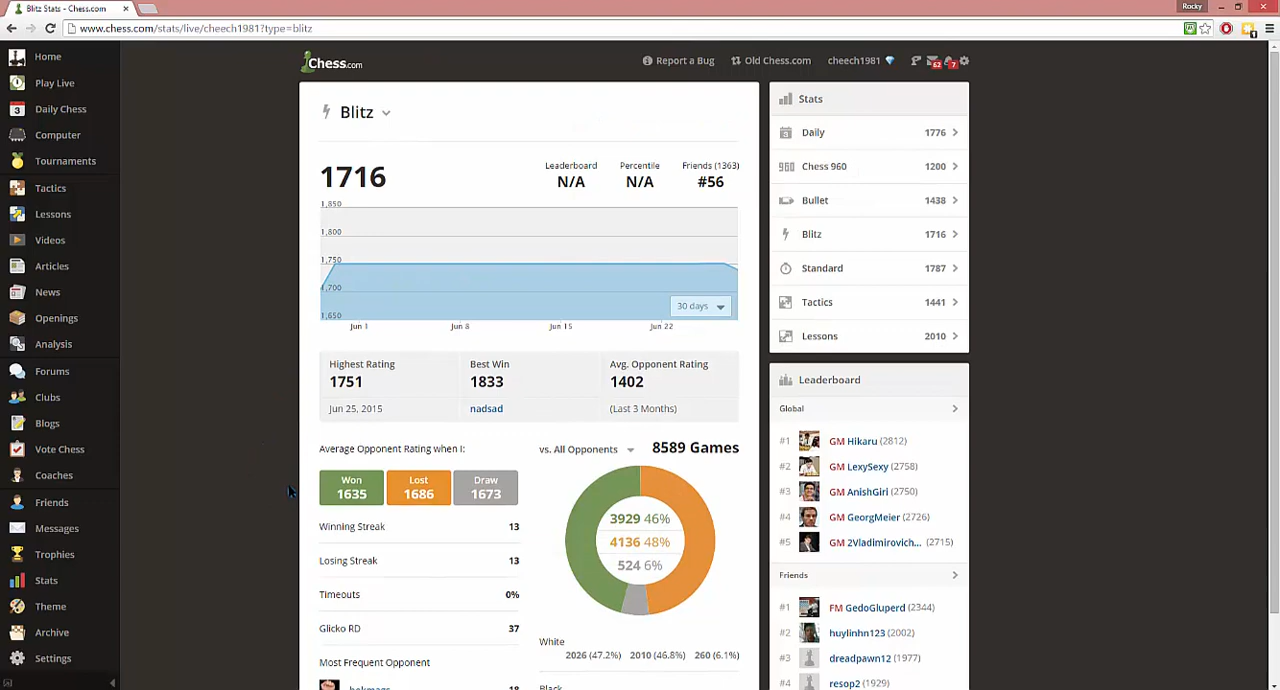 Blitz Stats - Chess.com
Rocky
www.chess.com/stats/live/cheech1981?type=blitz
Home
Play Live
3 Daily Chess
Computer
Tournaments
Tactics
Lessons
Videos
Articles
News
Openings
Analysis
Forums
Clubs
Blogs
Vote Chess
Coaches
Friends
Messages
Trophies
Stats
Theme
Archive
Settings
Chess.com
Report a Bug
Old Chess.com
cheech1981
62
7
Blitz
1716
Leaderboard
N/A
Percentile
N/A
Friends (1363)
#56
1,850
1,800
1,750
1,700
1,650
30 days
Jun 1
Jun 8
Jun 15
Jun 22
Highest Rating
1751
Jun 25, 2015
Best Win
1833
nadsad
Avg. Opponent Rating
1402
(Last 3 Months)
Average Opponent Rating when I:
Won
1635
Lost
1686
Draw
1673
Winning Streak 13
Losing Streak 13
Timeouts 0%
Glicko RD 37
Most Frequent Opponent
hokmags 18
vs. All Opponents
8589 Games
3929 46%
4136 48%
524 6%
White
2026 (47.2%) 2010 (46.8%) 260 (6.1%)
Black
Stats
3 Daily 1776
960 Chess 960 1200
Bullet 1438
Blitz 1716
Standard 1787
Tactics 1441
Lessons 2010
Leaderboard
Global
#1 GM Hikaru (2812)
#2 GM LexySexy (2758)
#3 GM AnishGiri (2750)
#4 GM GeorgMeier (2726)
#5 GM 2Vladimirovich... (2715)
Friends
#1 FM GedoGluperd (2344)
#2 huylinhn123 (2002)
#3 dreadpawn12 (1977)
#4 resop2 (1929)